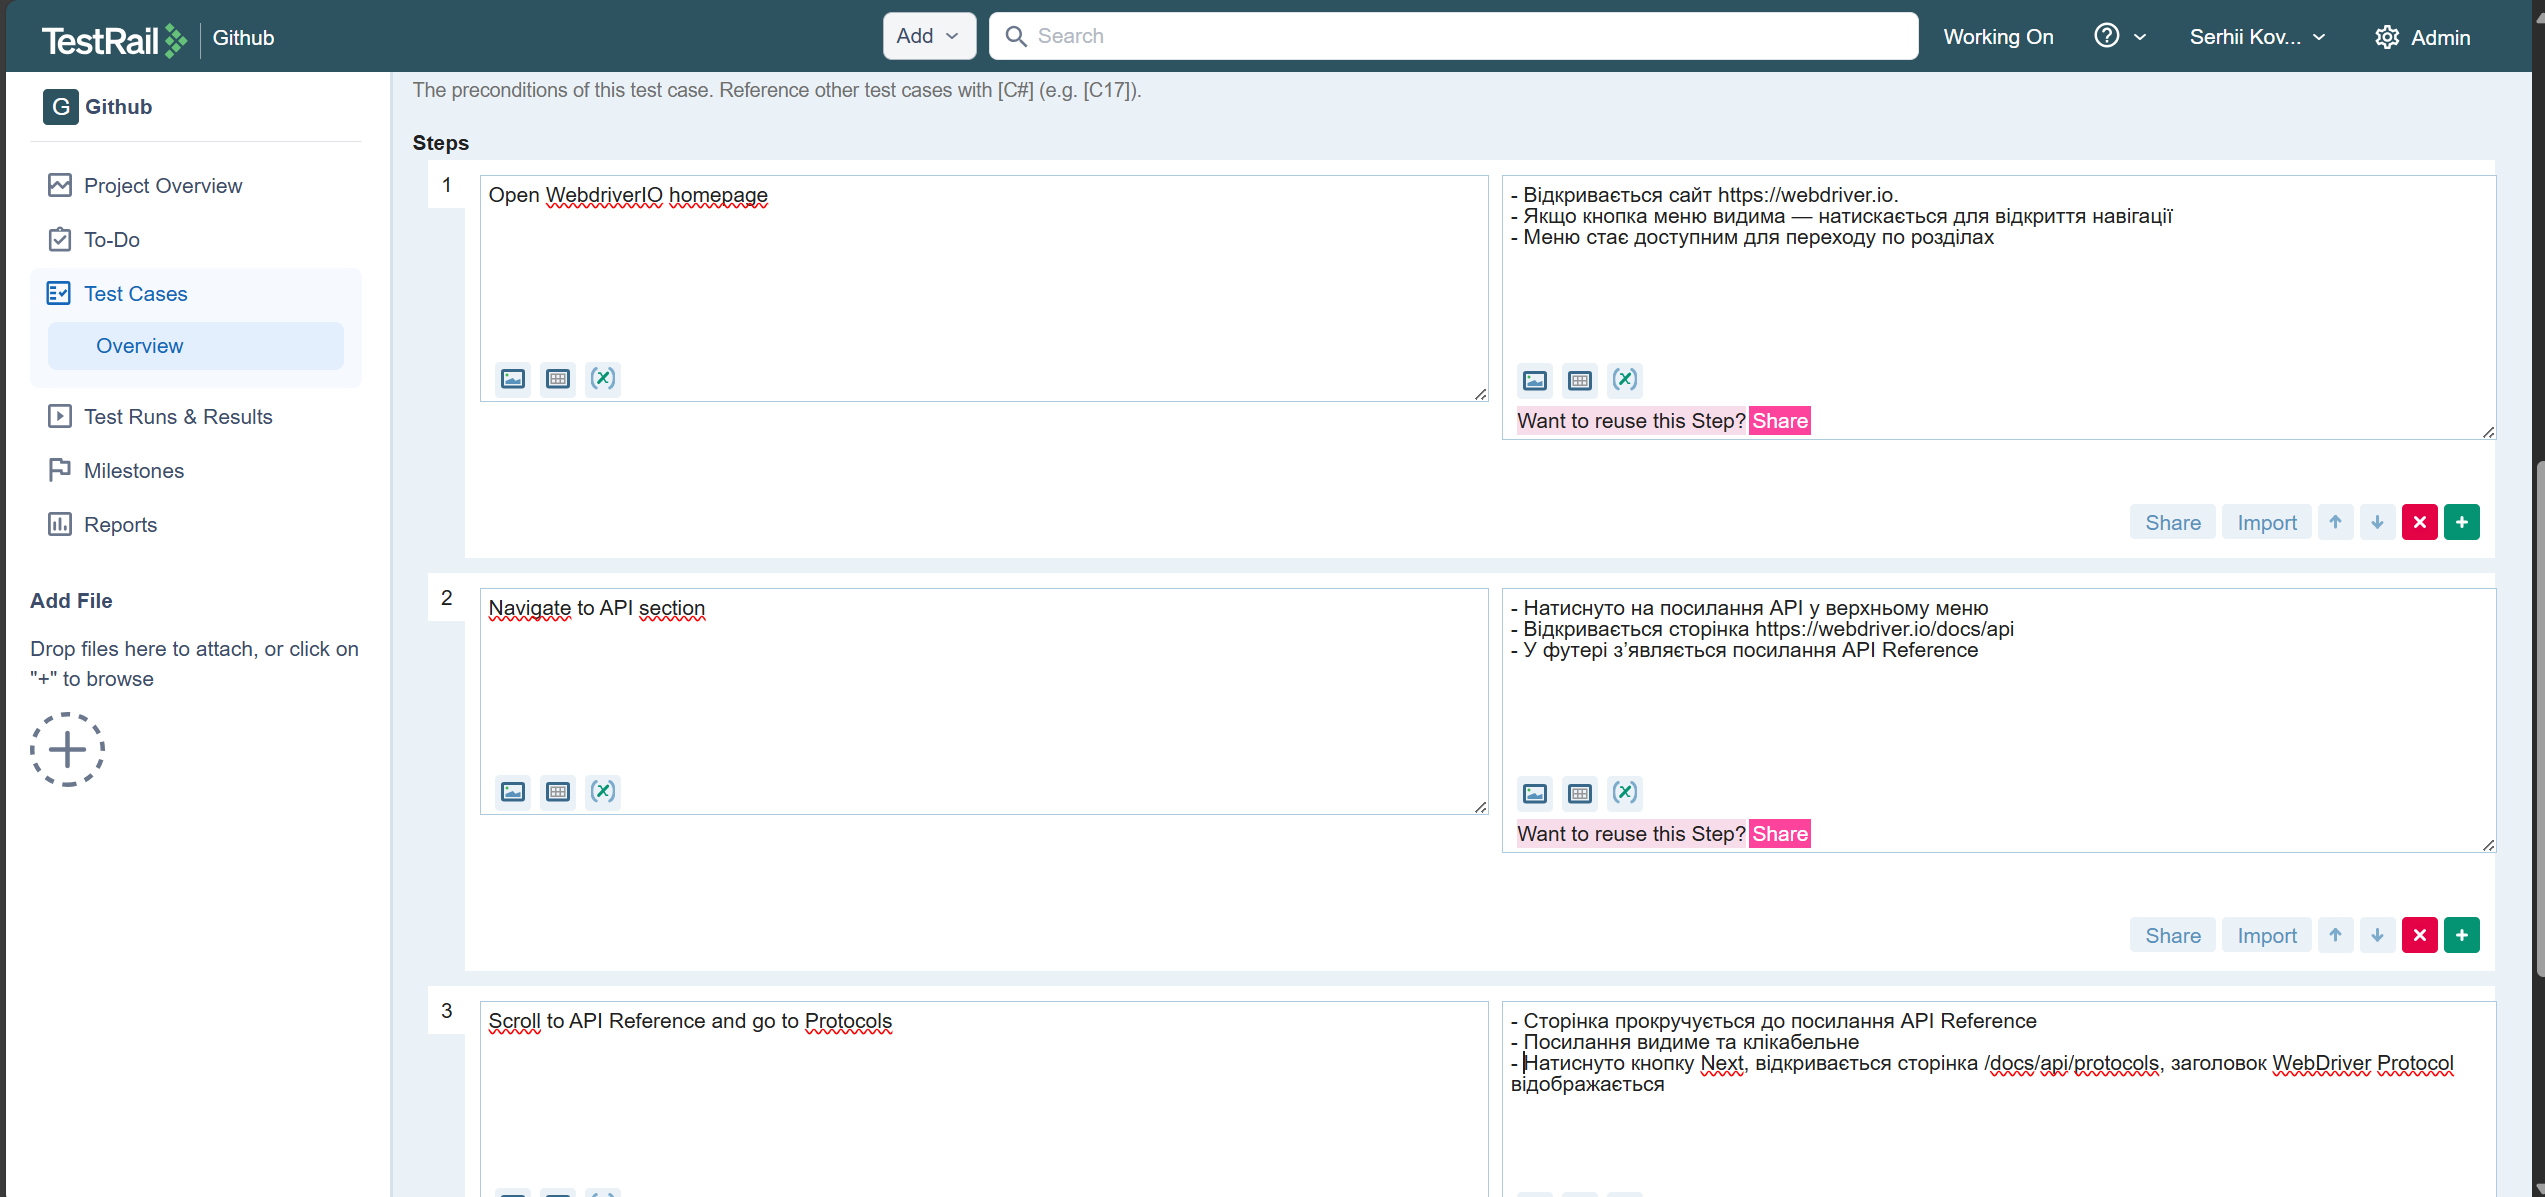 TestRail
Github
Add
Search
Working On
Serhii Kov...
Admin
G Github
Project Overview
To-Do
Test Cases
Overview
Test Runs & Results
Milestones
Reports
Add File
Drop files here to attach, or click on
"+" to browse
The preconditions of this test case. Reference other test cases with [C#] (e.g. [C17]).
Steps
1
Open WebdriverIO homepage
- Відкривається сайт https://webdriver.io.
- Якщо кнопка меню видима — натискається для відкриття навігації
- Меню стає доступним для переходу по розділах
Want to reuse this Step? Share
Share Import
2
Navigate to API section
- Натиснуто на посилання API у верхньому меню
- Відкривається сторінка https://webdriver.io/docs/api
- У футері з’являється посилання API Reference
Want to reuse this Step? Share
Share Import
3
Scroll to API Reference and go to Protocols
- Сторінка прокручується до посилання API Reference
- Посилання видиме та клікабельне
- Натиснуто кнопку Next, відкривається сторінка /docs/api/protocols, заголовок WebDriver Protocol
відображається